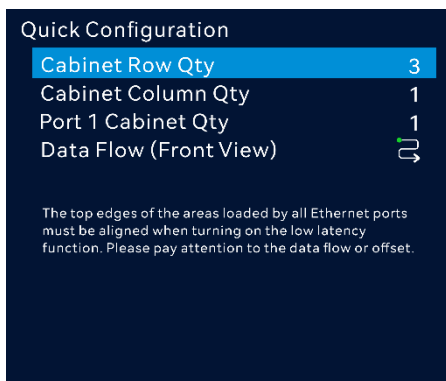 Quick Configuration
Cabinet Row Qty 3
Cabinet Column Qty 1
Port 1 Cabinet Qty 1
Data Flow (Front View)
The top edges of the areas loaded by all Ethernet ports
must be aligned when turning on the low latency
function. Please pay attention to the data flow or offset.